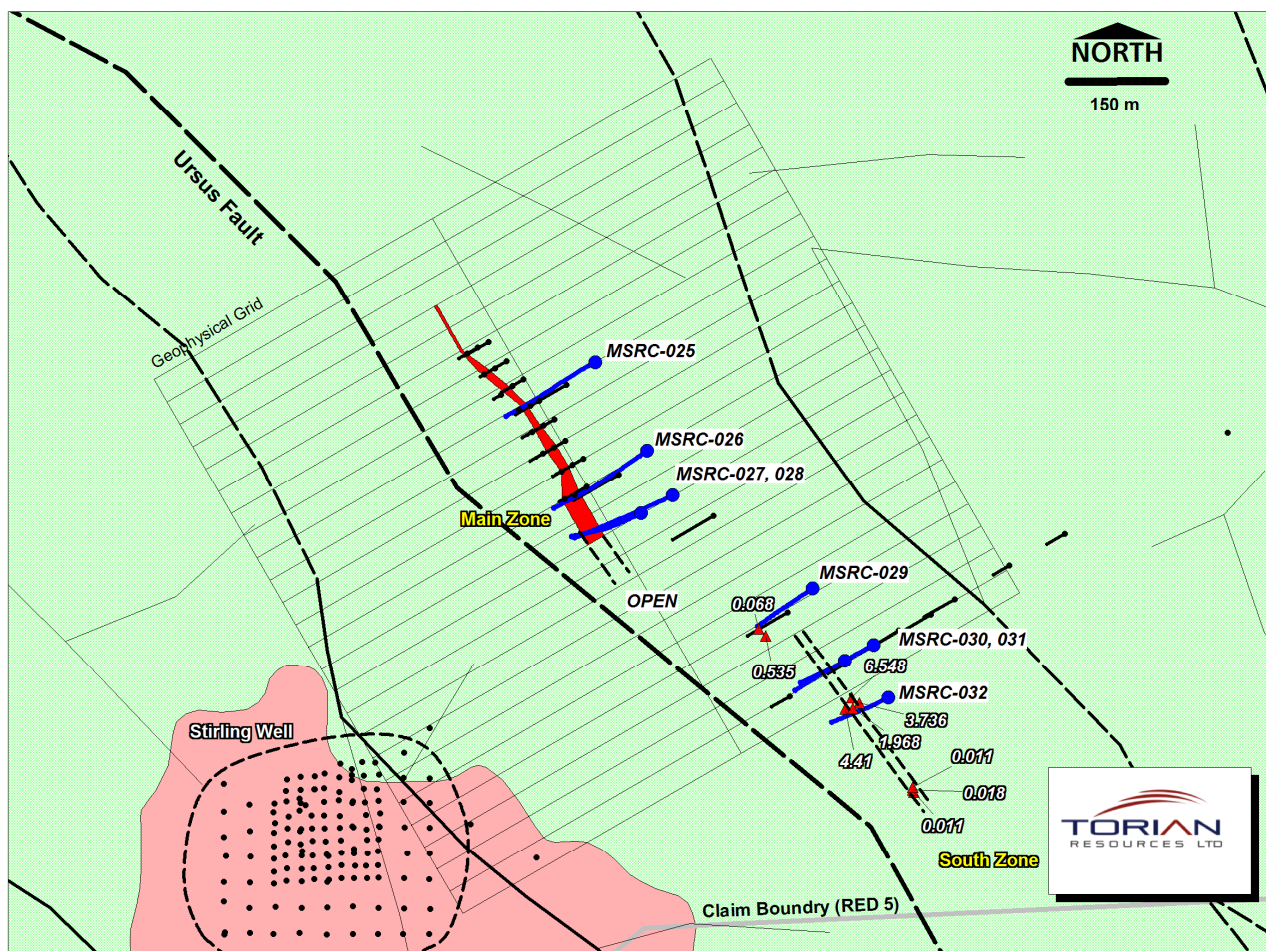 NORTH
150 m
Ursus Fault
Geophysical Grid
MSRC-025
MSRC-026
MSRC-027, 028
Main Zone
OPEN
MSRC-029
0.068
0.535
MSRC-030, 031
6.548
MSRC-032
3.736
1.968
4.41
0.011
0.018
0.011
Stirling Well
South Zone
Claim Boundry (RED 5)
TORIAN
RESOURCES LTD